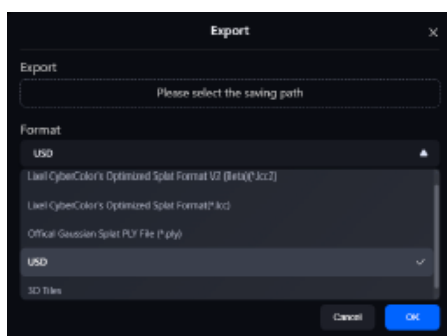 Export
Export
Please select the saving path
Format
USD
Lixel CyberColor's Optimized Splat Format V2 (Beta)(*.lcc2)
Lixel CyberColor's Optimized Splat Format(*.lcc)
Offical Gaussian Splat PLY File (*.ply)
USD
3D Tiles
Cancel
OK